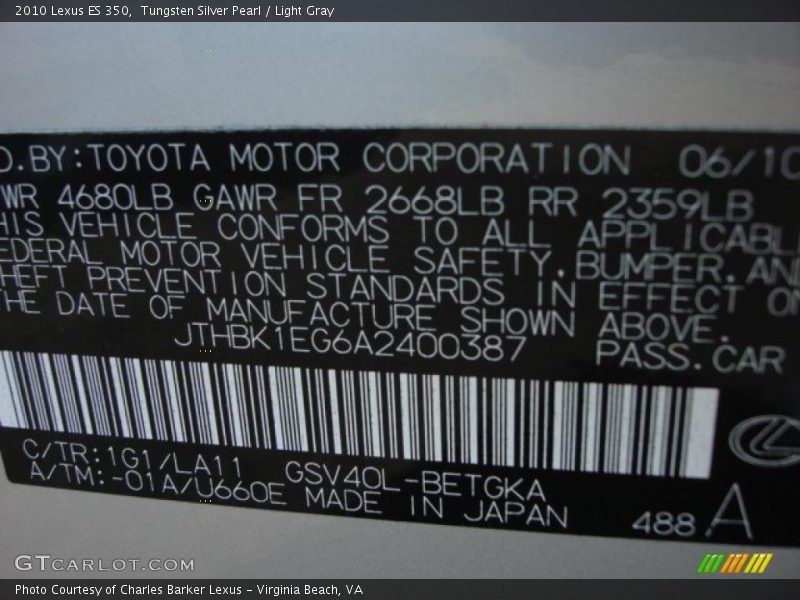 2010 Lexus ES 350, Tungsten Silver Pearl / Light Gray
D.BY:TOYOTA MOTOR CORPORATION 06/10
WR 4680LB GAWR FR 2668LB RR 2359LB
HIS VEHICLE CONFORMS TO ALL APPLICABL
EDERAL MOTOR VEHICLE SAFETY.BUMPER.AND
HEFT PREVENTION STANDARDS IN EFFECT ON
THE DATE OF MANUFACTURE SHOWN ABOVE.
JTHBK1EG6A2400387 PASS.CAR
C/TR:1G1/LA11 GSV40L-BETGKA
A/TM:-01A/U660E MADE IN JAPAN 488 A
GTCARLOT.COM
Photo Courtesy of Charles Barker Lexus - Virginia Beach, VA